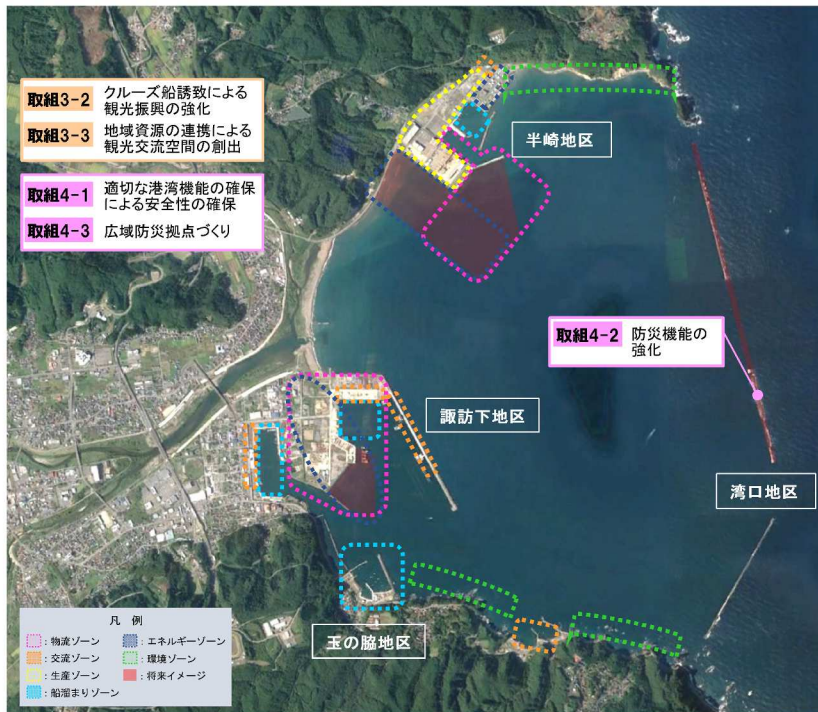 取組3-2 クルーズ船誘致による
観光振興の強化
取組3-3 地域資源の連携による
観光交流空間の創出
取組4-1 適切な港湾機能の確保
による安全性の確保
取組4-3 広域防災拠点づくり
半崎地区
取組4-2 防災機能の
強化
諏訪下地区
湾口地区
玉の脇地区
凡 例
：物流ゾーン
：エネルギーゾーン
：交流ゾーン
：環境ゾーン
：生産ゾーン
：将来イメージ
：船溜まりゾーン